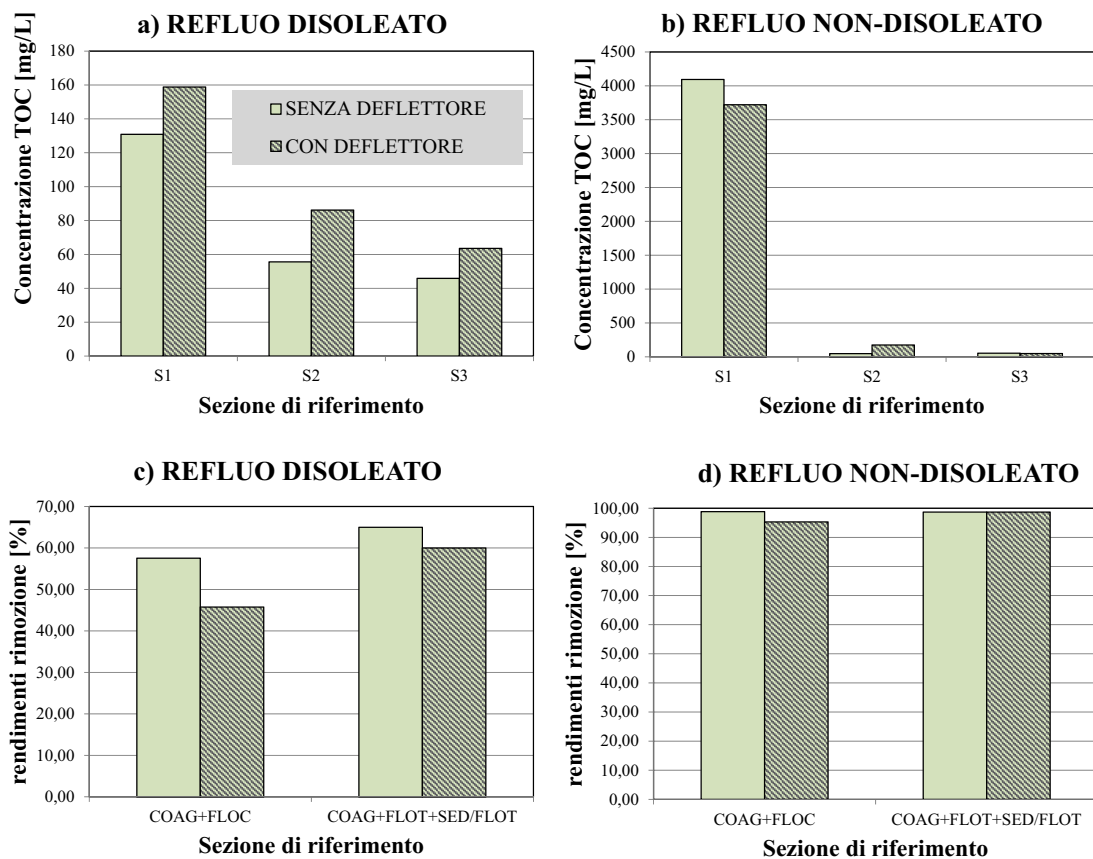 a) REFLUO DISOLEATO
Concentrazione TOC [mg/L]
180
160
140
120
100
80
60
40
20
0
SENZA DEFLETTORE
CON DEFLETTORE
S1
S2
S3
Sezione di riferimento
b) REFLUO NON-DISOLEATO
Concentrazione TOC [mg/L]
4500
4000
3500
3000
2500
2000
1500
1000
500
0
S1
S2
S3
Sezione di riferimento
c) REFLUO DISOLEATO
rendimenti rimozione [%]
70,00
60,00
50,00
40,00
30,00
20,00
10,00
0,00
COAG+FLOC
COAG+FLOT+SED/FLOT
Sezione di riferimento
d) REFLUO NON-DISOLEATO
rendimenti rimozione [%]
100,00
90,00
80,00
70,00
60,00
50,00
40,00
30,00
20,00
10,00
0,00
COAG+FLOC
COAG+FLOT+SED/FLOT
Sezione di riferimento